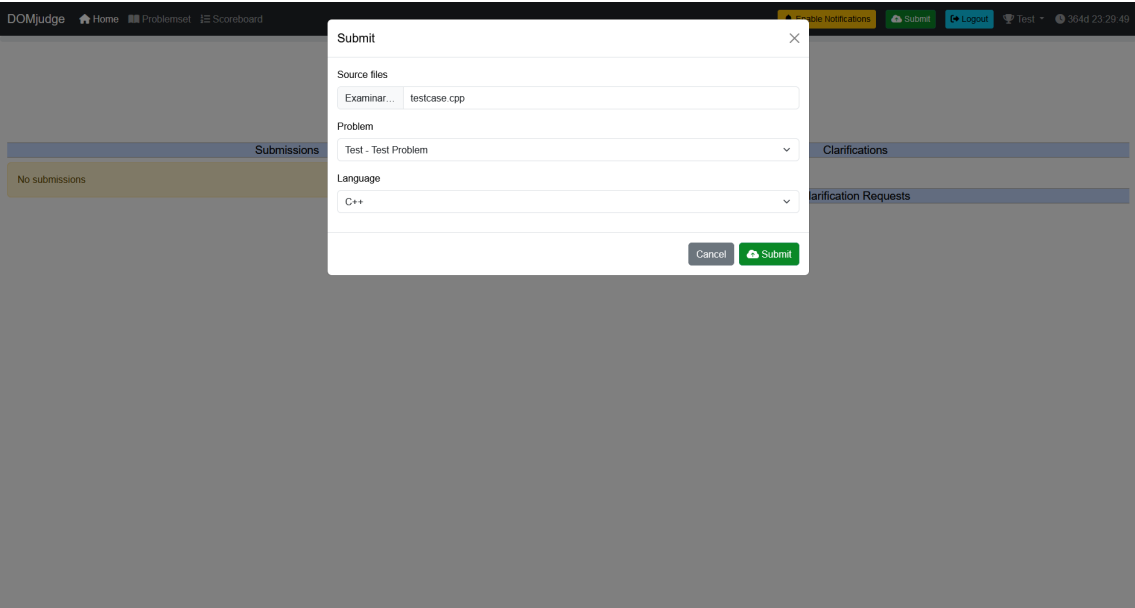 DOMjudge Home Problemset Scoreboard Enable Notifications Submit Logout Test 364d 23:29:49
Submit
Source files
Examinar... testcase.cpp
Problem
Test - Test Problem
Language
C++
Cancel Submit
Submissions
No submissions
Clarifications
larification Requests